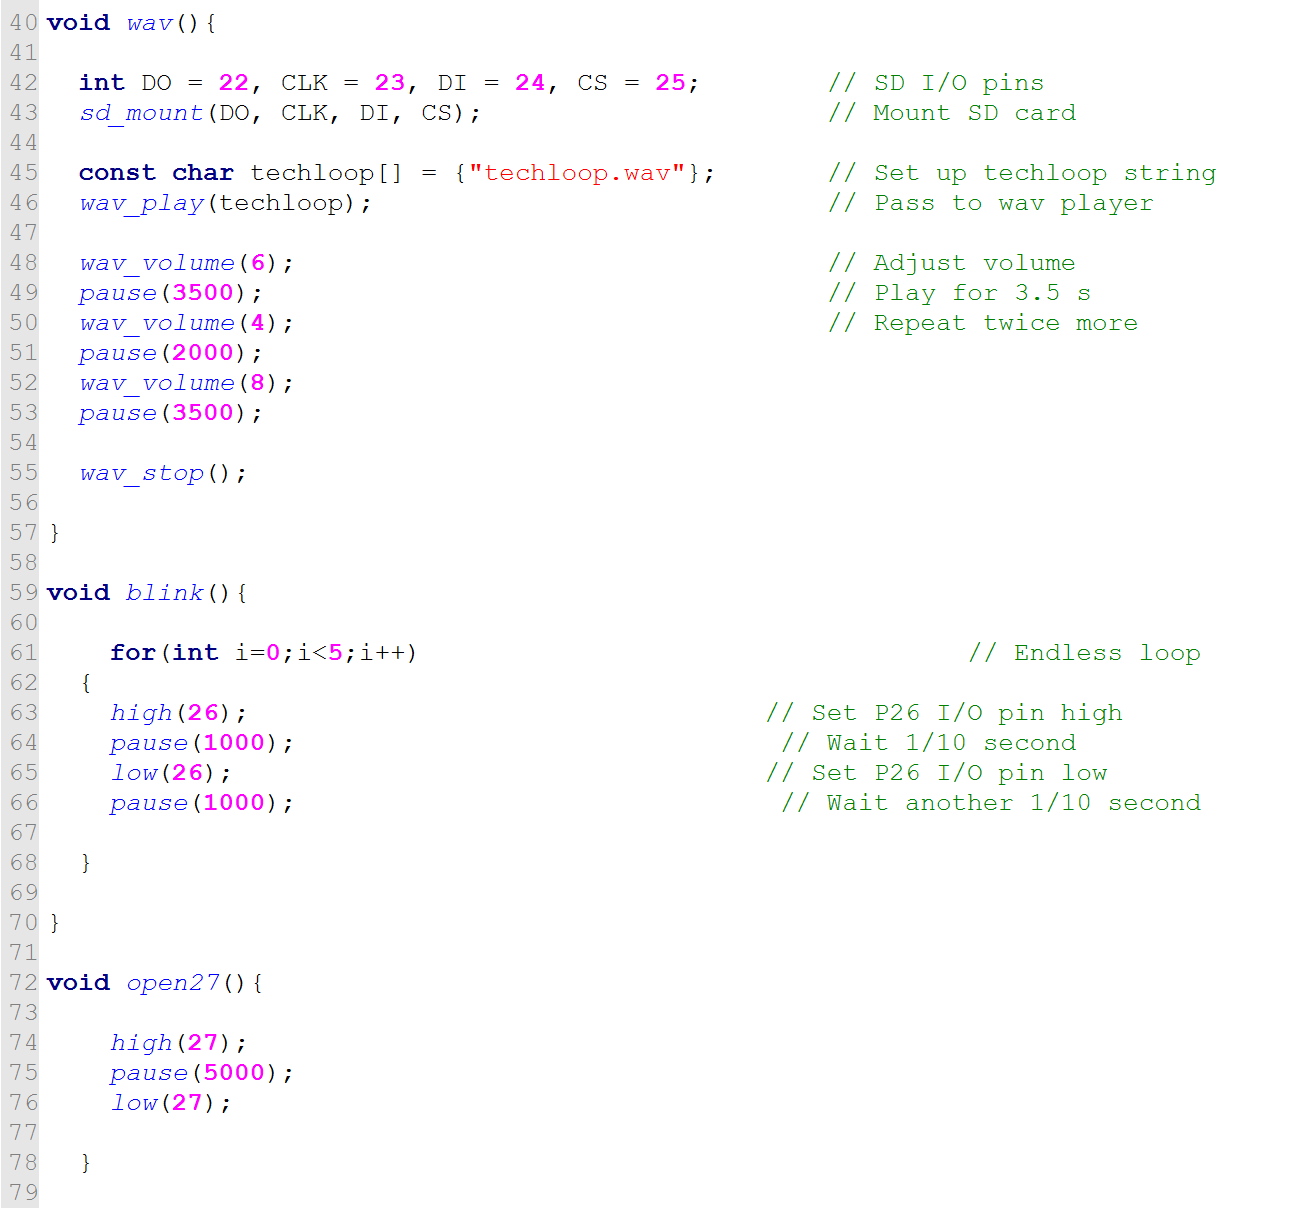 40 void wav(){
41
42   int DO = 22, CLK = 23, DI = 24, CS = 25;        // SD I/O pins
43   sd_mount(DO, CLK, DI, CS);                      // Mount SD card
44
45   const char techloop[] = {"techloop.wav"};       // Set up techloop string
46   wav_play(techloop);                             // Pass to wav player
47
48   wav_volume(6);                                  // Adjust volume
49   pause(3500);                                    // Play for 3.5 s
50   wav_volume(4);                                  // Repeat twice more
51   pause(2000);
52   wav_volume(8);
53   pause(3500);
54
55   wav_stop();
56
57 }
58
59 void blink(){
60
61     for(int i=0;i<5;i++)                                   // Endless loop
62   {
63     high(26);                                 // Set P26 I/O pin high
64     pause(1000);                               // Wait 1/10 second
65     low(26);                                  // Set P26 I/O pin low
66     pause(1000);                               // Wait another 1/10 second
67
68   }
69
70 }
71
72 void open27(){
73
74     high(27);
75     pause(5000);
76     low(27);
77
78   }
79